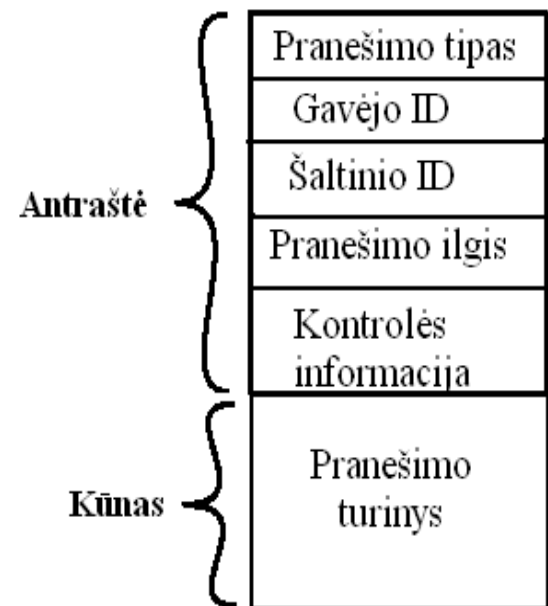 Pranešimo tipas
Gavėjo ID
Šaltinio ID
Antraštė
Pranešimo ilgis
Kontrolės
informacija
Pranešimo
turinys
Kūnas